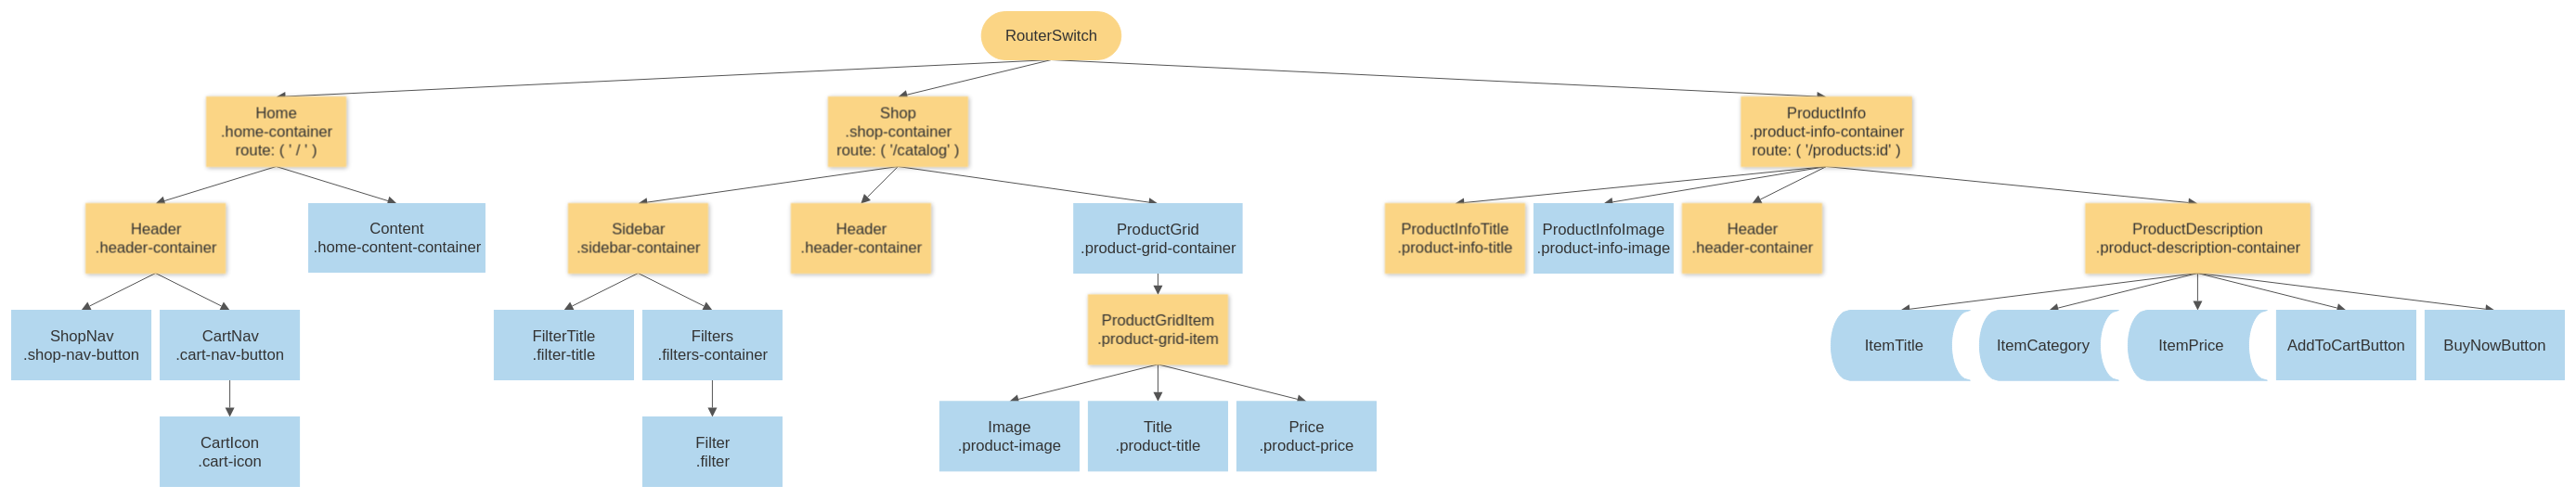 RouterSwitch
Home
.home-container
route: ( ' / ' )
Shop
.shop-container
route: ( '/catalog' )
ProductInfo
.product-info-container
route: ( '/products:id' )
Header
.header-container
Content
.home-content-container
Sidebar
.sidebar-container
Header
.header-container
ProductGrid
.product-grid-container
ProductInfoTitle
.product-info-title
ProductInfoImage
.product-info-image
Header
.header-container
ProductDescription
.product-description-container
ShopNav
.shop-nav-button
CartNav
.cart-nav-button
FilterTitle
.filter-title
Filters
.filters-container
ProductGridItem
.product-grid-item
ItemTitle
ItemCategory
ItemPrice
AddToCartButton
BuyNowButton
CartIcon
.cart-icon
Filter
.filter
Image
.product-image
Title
.product-title
Price
.product-price